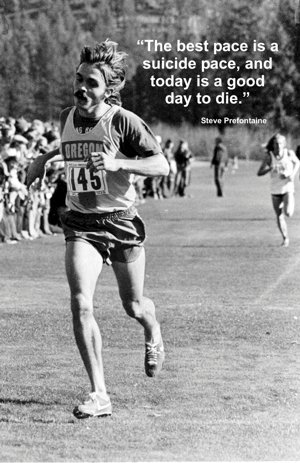 “The best pace is a
suicide pace, and
today is a good
day to die.”
Steve Prefontaine
OREGON
145